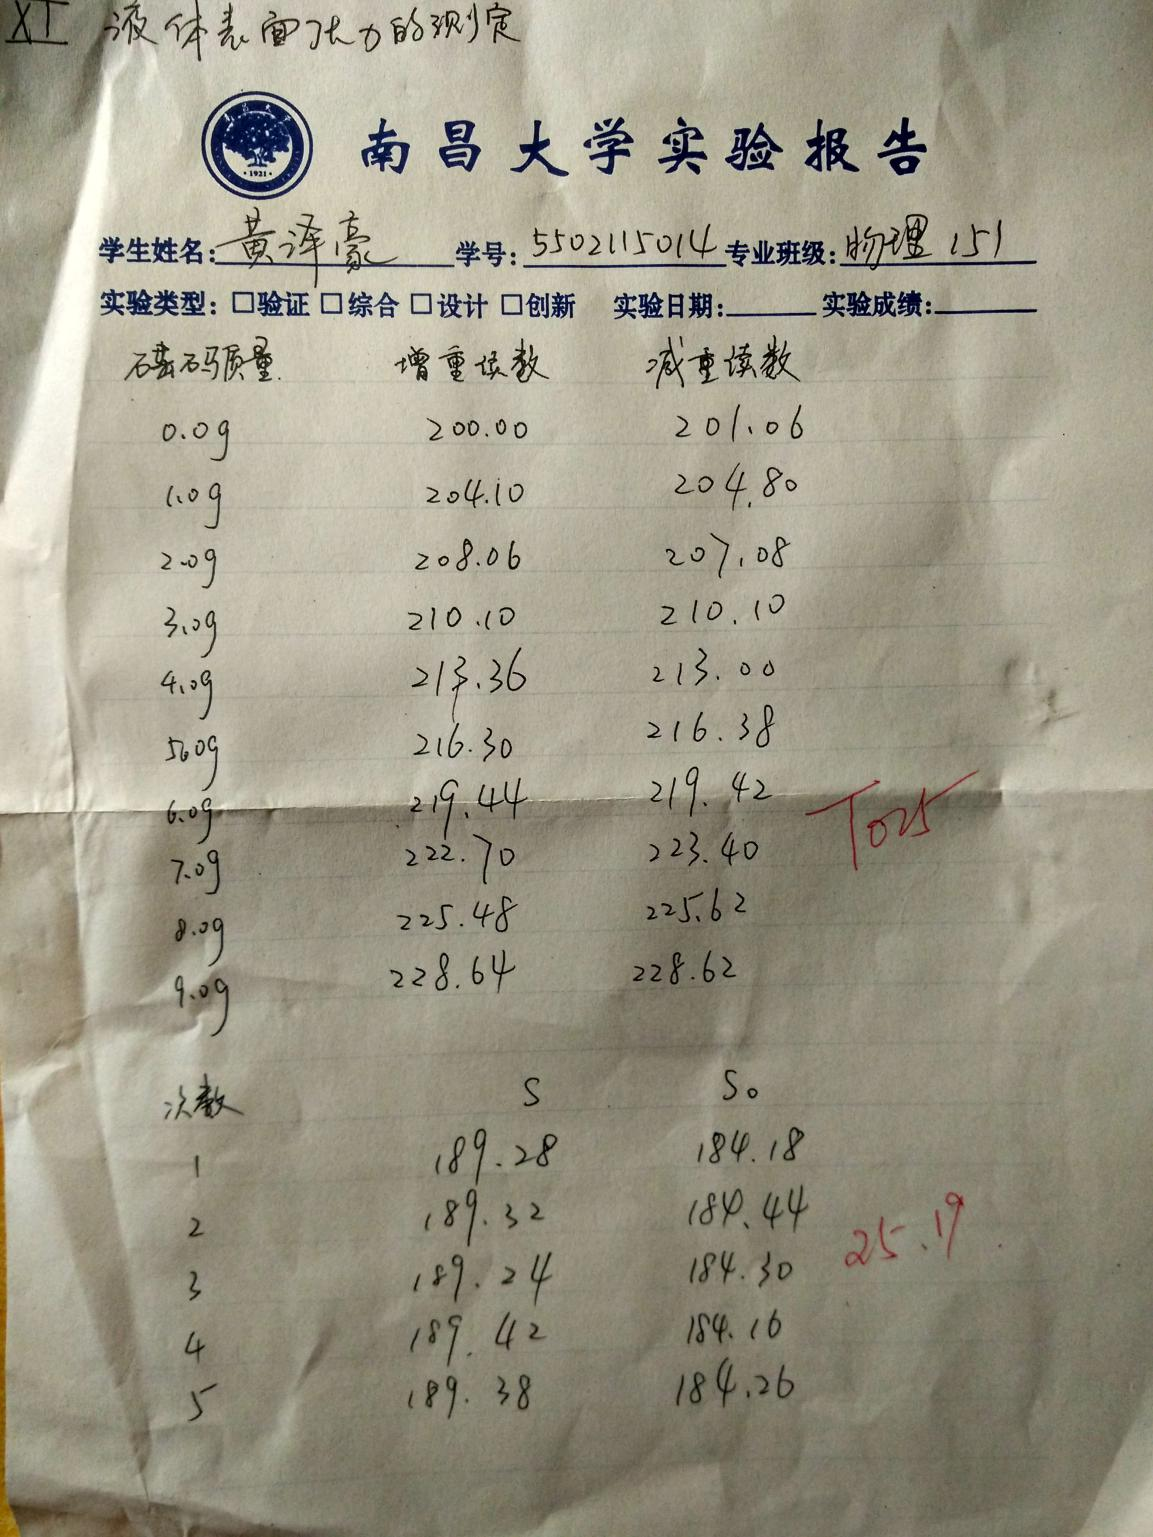 XI 液体表面张力的测定
南昌大学
·1921·
南昌大学实验报告
学生姓名:黄泽豪 学号:5502115014 专业班级:物理151
实验类型:□验证 □综合 □设计 □创新 实验日期: 实验成绩:
砝码质量 增重读数 减重读数
0.0g 200.00 201.06
1.0g 204.10 204.80
2.0g 208.06 207.08
3.0g 210.10 210.10
4.0g 213.36 213.00
5.0g 216.30 216.38
6.0g 219.44 219.42
7.0g 222.70 223.40
8.0g 225.48 225.62
9.0g 228.64 228.62
次数 S S₀
1 189.28 184.18
2 189.32 184.44
3 189.24 184.30
25.19
4 189.42 184.16
5 189.38 184.26